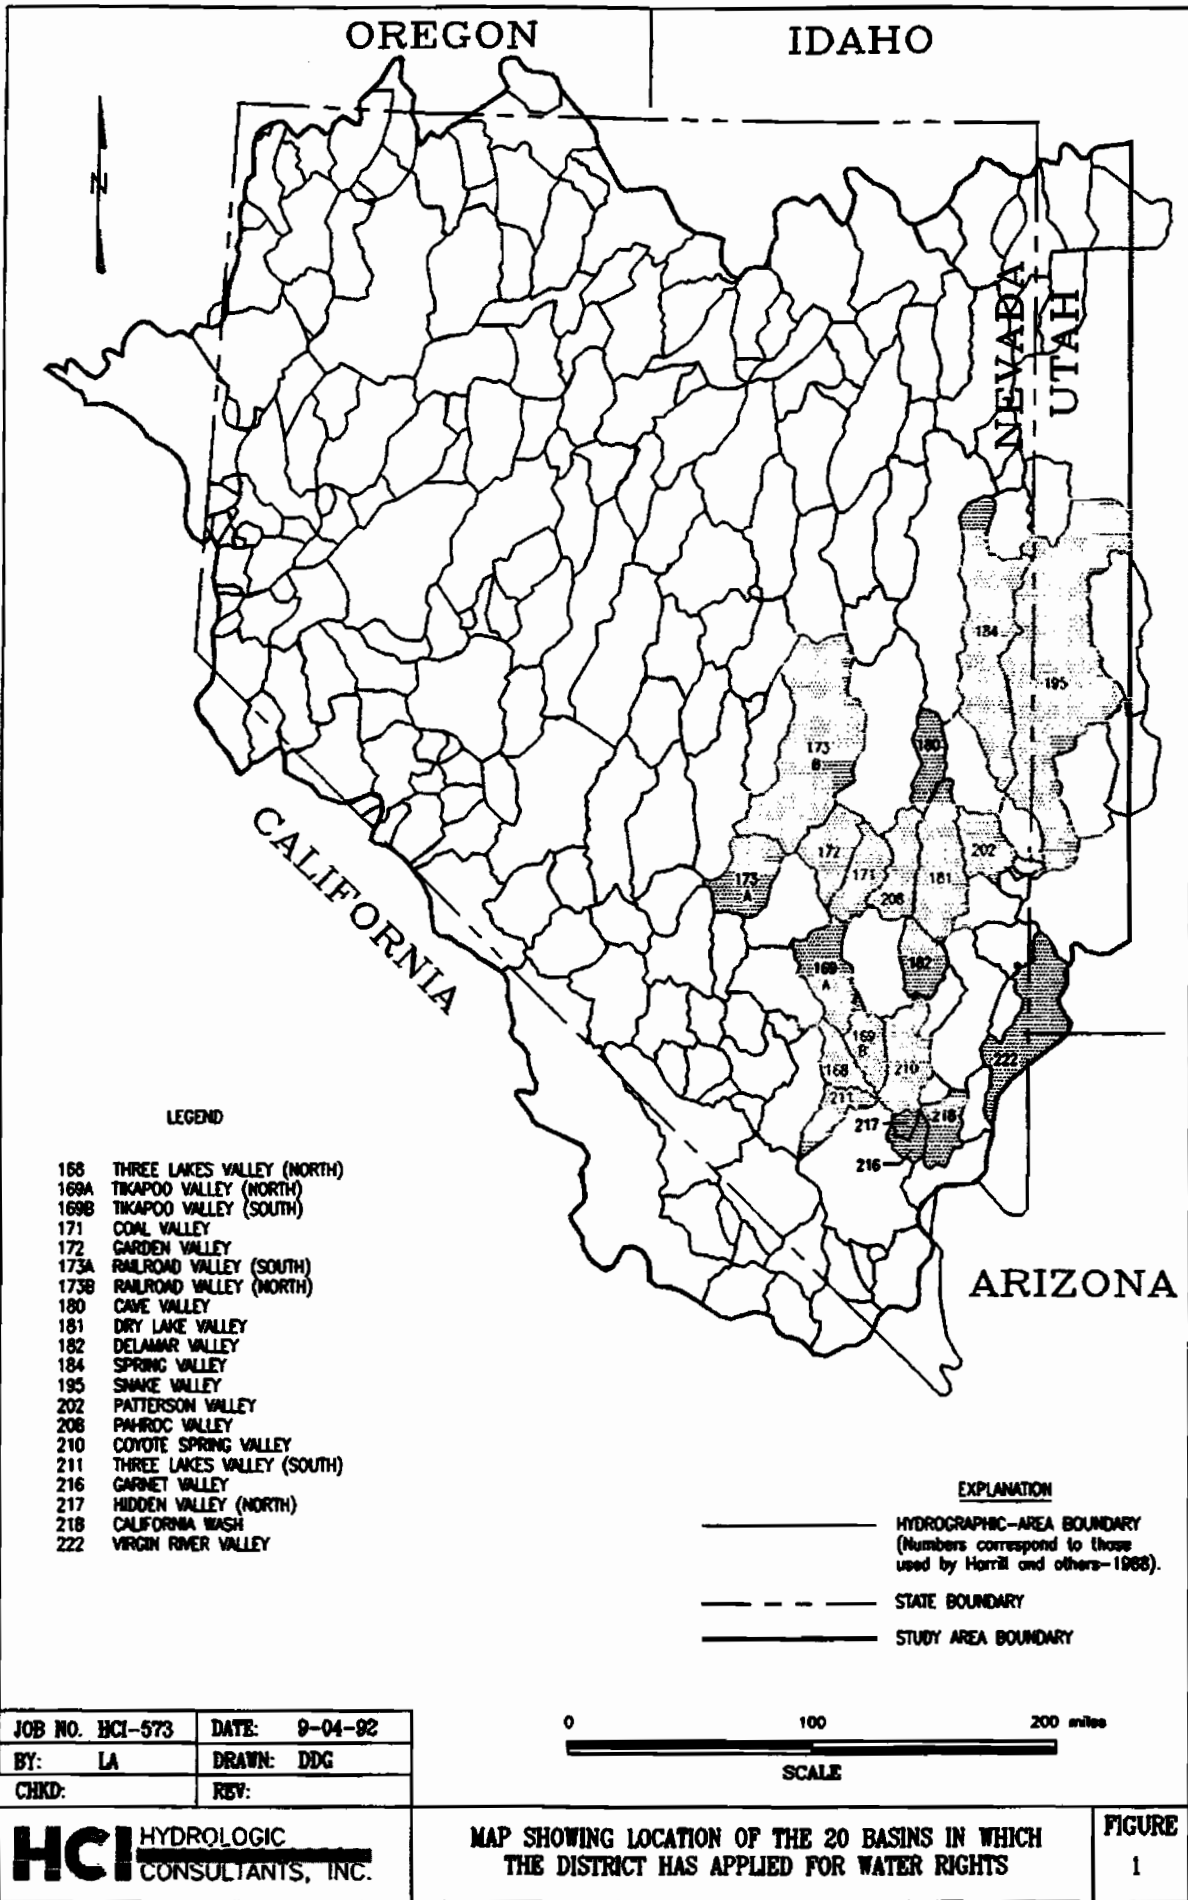 OREGON
IDAHO
N
NEVADA
UTAH
184
195
173
B
180
172
202
173
A
171
181
208
169
A
182
169
B
168
210
222
211
217
218
216
CALIFORNIA
ARIZONA
LEGEND
168 THREE LAKES VALLEY (NORTH)
169A TIKAPOO VALLEY (NORTH)
169B TIKAPOO VALLEY (SOUTH)
171 COAL VALLEY
172 GARDEN VALLEY
173A RAILROAD VALLEY (SOUTH)
173B RAILROAD VALLEY (NORTH)
180 CAVE VALLEY
181 DRY LAKE VALLEY
182 DELAMAR VALLEY
184 SPRING VALLEY
195 SNAKE VALLEY
202 PATTERSON VALLEY
208 PAHROC VALLEY
210 COYOTE SPRING VALLEY
211 THREE LAKES VALLEY (SOUTH)
216 GARNET VALLEY
217 HIDDEN VALLEY (NORTH)
218 CALIFORNIA WASH
222 VIRGIN RIVER VALLEY
EXPLANATION
HYDROGRAPHIC-AREA BOUNDARY
(Numbers correspond to those
used by Harrill and others-1988).
STATE BOUNDARY
STUDY AREA BOUNDARY
0 100 200 miles
SCALE
JOB NO. HCI-573 DATE: 9-04-92
BY: LA DRAWN: DDG
CHKD: REV:
HCI HYDROLOGIC
CONSULTANTS, INC.
MAP SHOWING LOCATION OF THE 20 BASINS IN WHICH
THE DISTRICT HAS APPLIED FOR WATER RIGHTS
FIGURE
1